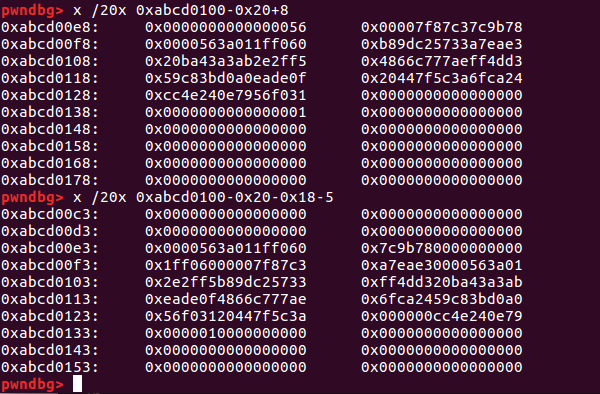 pwndbg> x /20x 0xabcd0100-0x20+8
0xabcd00e8: 0x0000000000000056 0x00007f87c37c9b78
0xabcd00f8: 0x0000563a011ff060 0xb89dc25733a7eae3
0xabcd0108: 0x20ba43a3ab2e2ff5 0x4866c777aeff4dd3
0xabcd0118: 0x59c83bd0a0eade0f 0x20447f5c3a6fca24
0xabcd0128: 0xcc4e240e7956f031 0x0000000000000000
0xabcd0138: 0x0000000000000001 0x0000000000000000
0xabcd0148: 0x0000000000000000 0x0000000000000000
0xabcd0158: 0x0000000000000000 0x0000000000000000
0xabcd0168: 0x0000000000000000 0x0000000000000000
0xabcd0178: 0x0000000000000000 0x0000000000000000
pwndbg> x /20x 0xabcd0100-0x20-0x18-5
0xabcd00c3: 0x0000000000000000 0x0000000000000000
0xabcd00d3: 0x0000000000000000 0x0000000000000000
0xabcd00e3: 0x0000563a011ff060 0x7c9b780000000000
0xabcd00f3: 0x1ff06000007f87c3 0xa7eae30000563a01
0xabcd0103: 0x2e2ff5b89dc25733 0xff4dd320ba43a3ab
0xabcd0113: 0xeade0f4866c777ae 0x6fca2459c83bd0a0
0xabcd0123: 0x56f03120447f5c3a 0x000000cc4e240e79
0xabcd0133: 0x0000010000000000 0x0000000000000000
0xabcd0143: 0x0000000000000000 0x0000000000000000
0xabcd0153: 0x0000000000000000 0x0000000000000000
pwndbg>